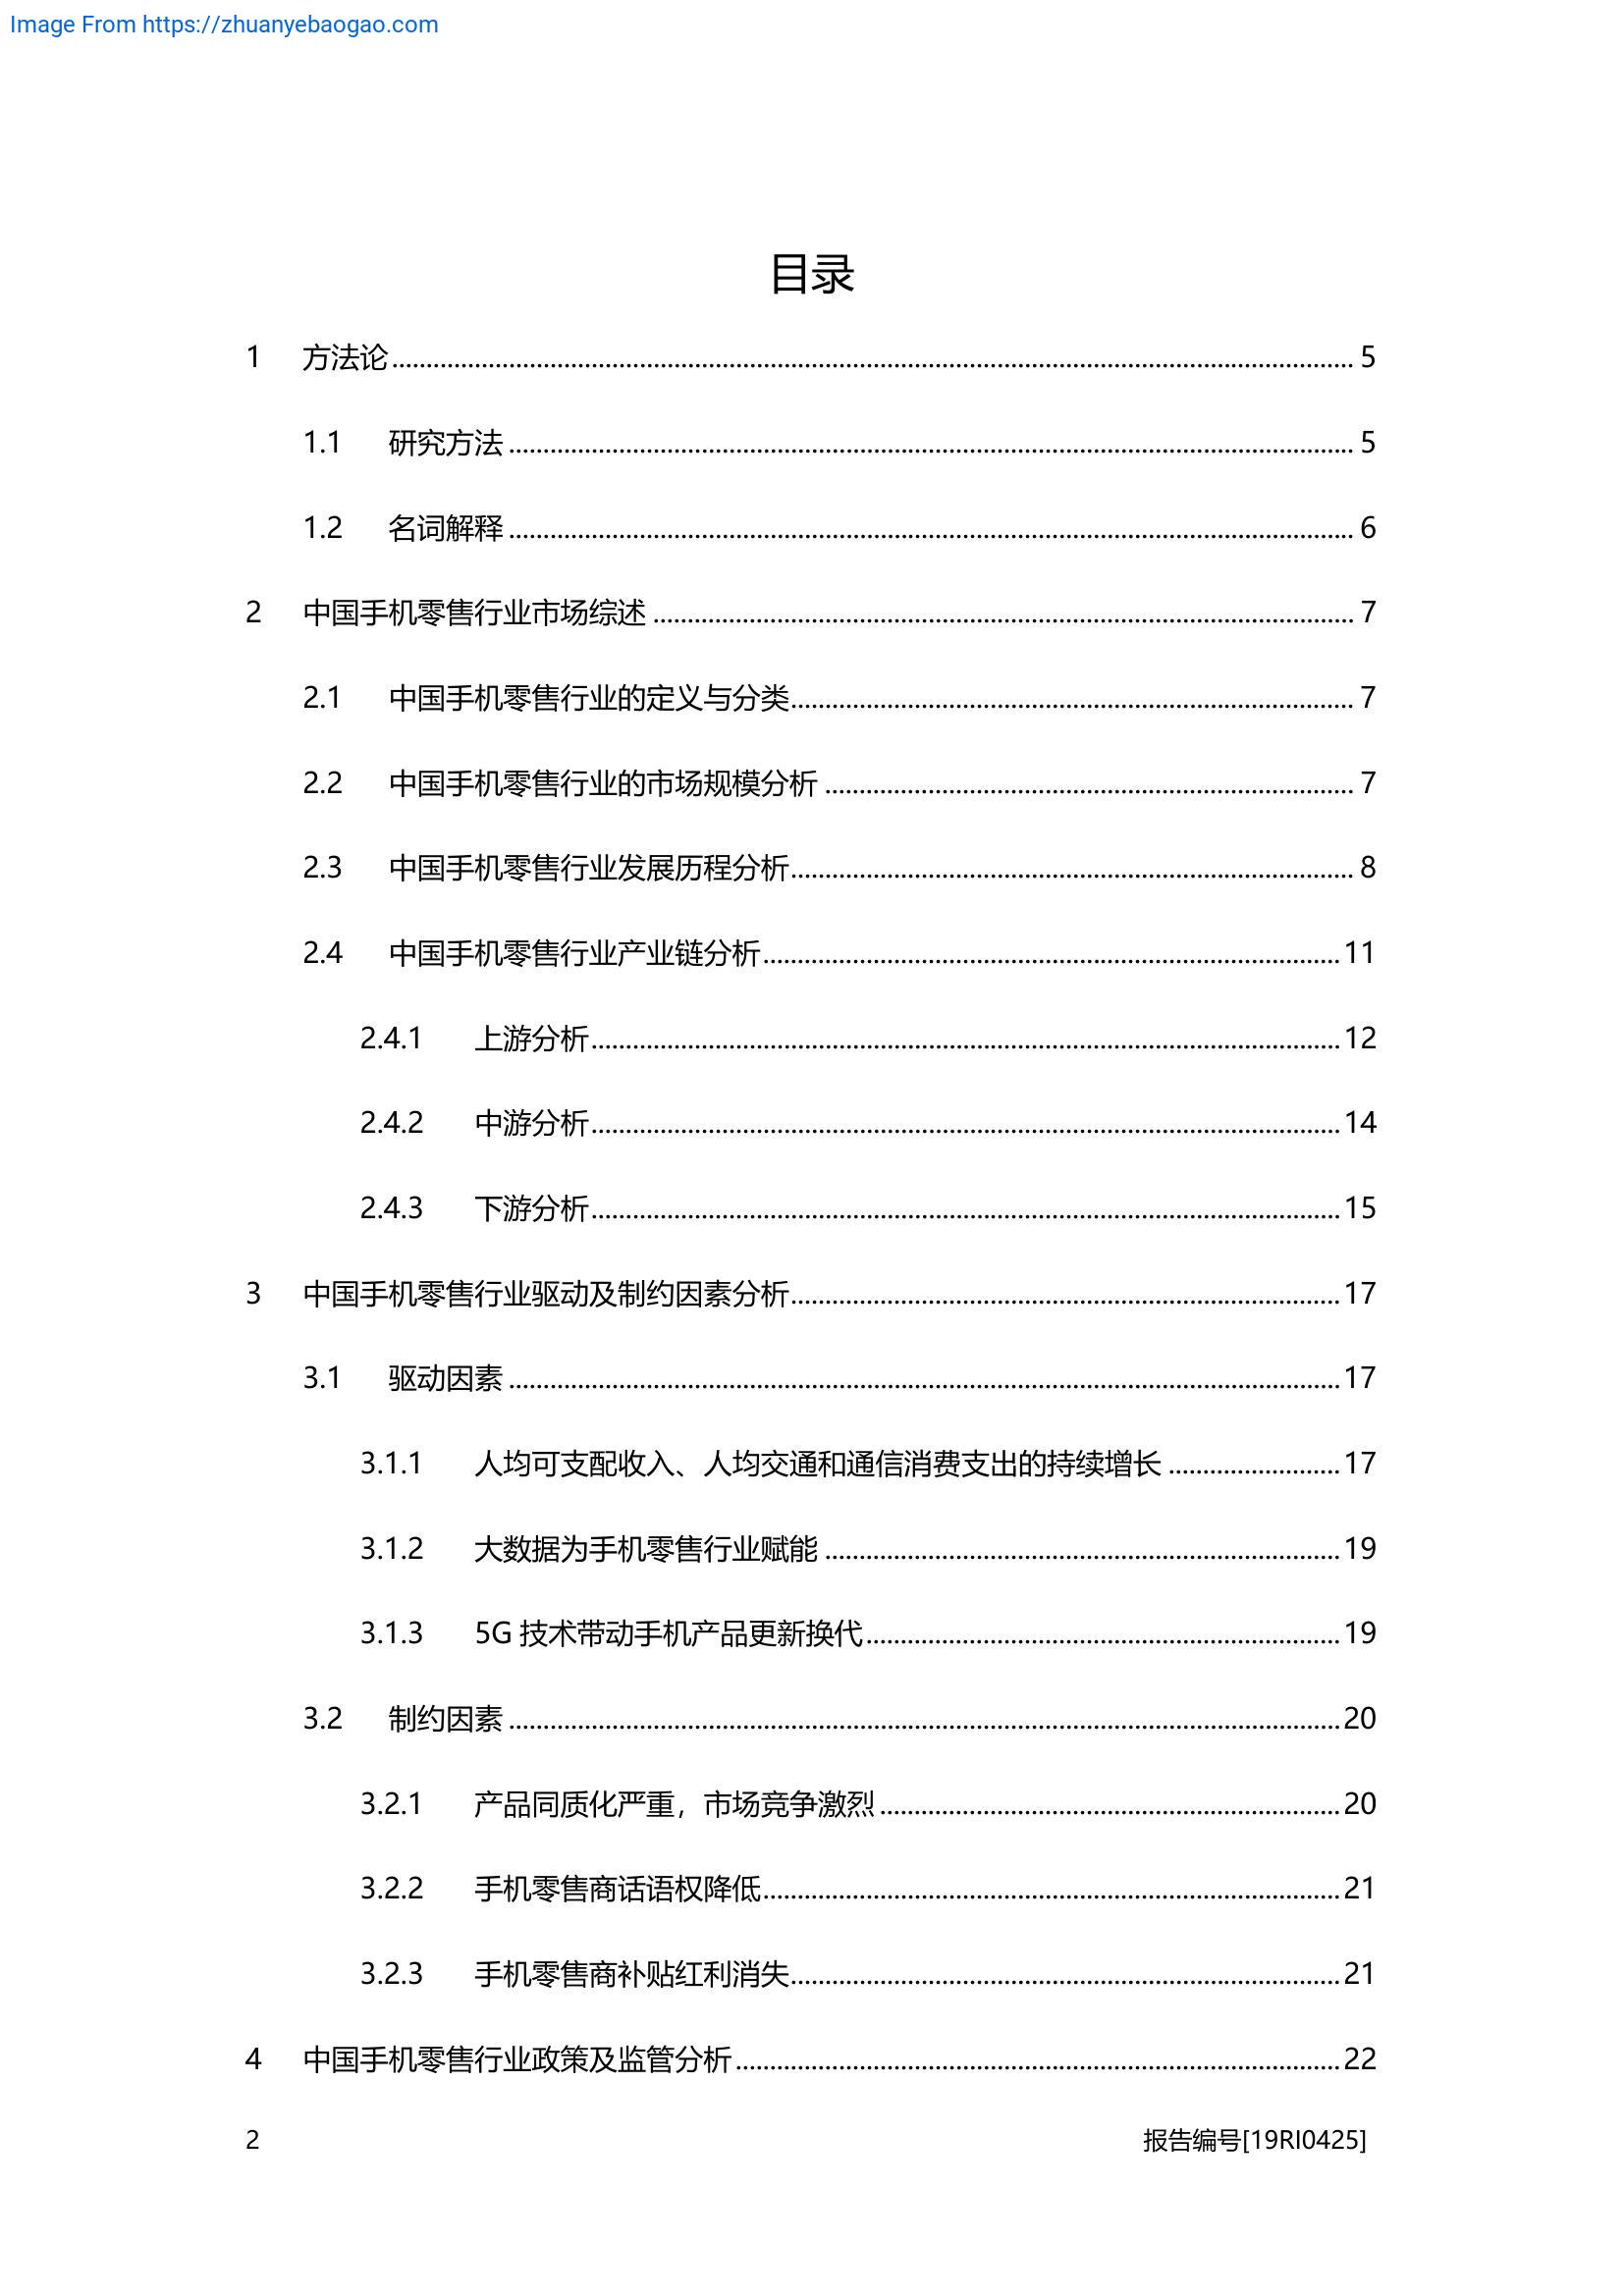 Image From https://zhuanyebaogao.com
目录
1 方法论 ........................................ 5
1.1 研究方法 ........................................ 5
1.2 名词解释 ........................................ 6
2 中国手机零售行业市场综述 ........................................ 7
2.1 中国手机零售行业的定义与分类 ........................................ 7
2.2 中国手机零售行业的市场规模分析 ........................................ 7
2.3 中国手机零售行业发展历程分析 ........................................ 8
2.4 中国手机零售行业产业链分析 ........................................ 11
2.4.1 上游分析 ........................................ 12
2.4.2 中游分析 ........................................ 14
2.4.3 下游分析 ........................................ 15
3 中国手机零售行业驱动及制约因素分析 ........................................ 17
3.1 驱动因素 ........................................ 17
3.1.1 人均可支配收入、人均交通和通信消费支出的持续增长 ........................................ 17
3.1.2 大数据为手机零售行业赋能 ........................................ 19
3.1.3 5G 技术带动手机产品更新换代 ........................................ 19
3.2 制约因素 ........................................ 20
3.2.1 产品同质化严重，市场竞争激烈 ........................................ 20
3.2.2 手机零售商话语权降低 ........................................ 21
3.2.3 手机零售商补贴红利消失 ........................................ 21
4 中国手机零售行业政策及监管分析 ........................................ 22
2 报告编号[19RI0425]